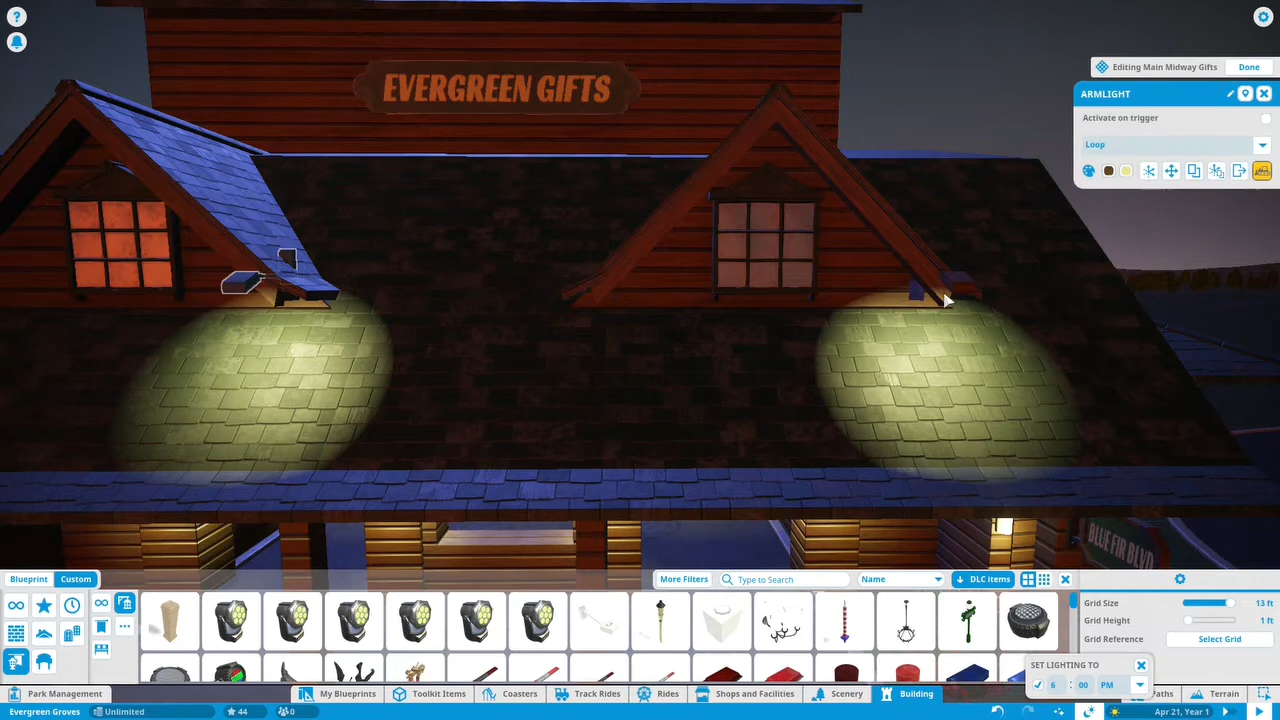 EVERGREEN GIFTS
Editing Main Midway Gifts
Done
ARMLIGHT
Activate on trigger
Loop
BLUE FIR BLVD
Blueprint
Custom
More Filters
Type to Search
Name
DLC items
Grid Size
13 ft
Grid Height
1 ft
Grid Reference
Select Grid
SET LIGHTING TO
6 : 00 PM
Park Management
My Blueprints
Toolkit Items
Coasters
Track Rides
Rides
Shops and Facilities
Scenery
Building
Paths
Terrain
Evergreen Groves
Unlimited
44
0
Apr 21, Year 1